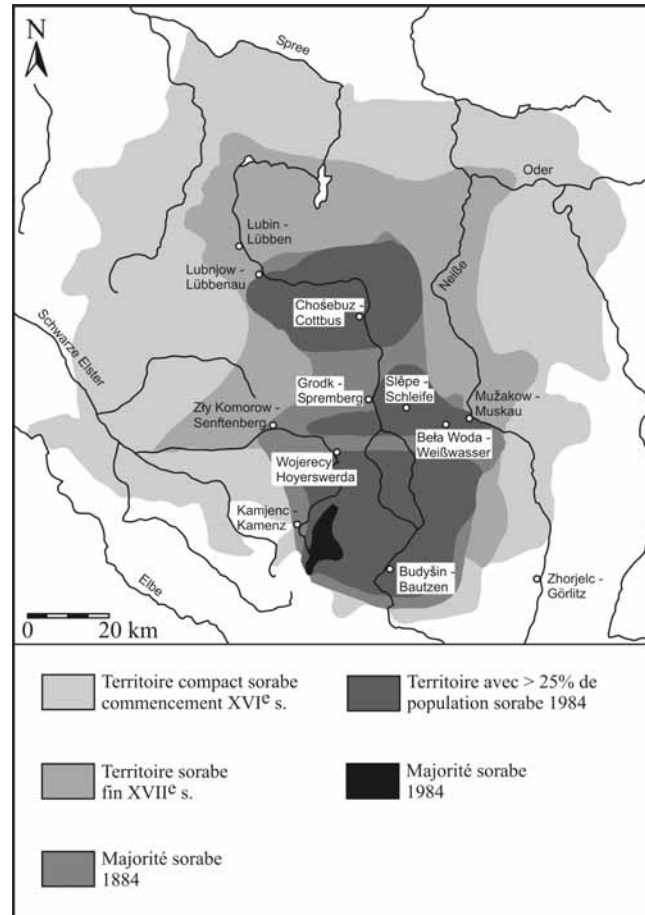 N
Spree
Oder
Lubin -
Lübben
Lubnjow -
Lübbenau
Neiße
Chośebuz -
Cottbus
Schwarze Elster
Grodk -
Spremberg
Slěpe -
Schleife
Mužakow -
Muskau
Zły Komorow -
Senftenberg
Beła Woda -
Weißwasser
Wojerecy
Hoyerswerda
Kamjenc -
Kamenz
Budyšin -
Bautzen
Zhorjelc -
Görlitz
Elbe
0 20 km
Territoire compact sorabe
commencement XVIe s.
Territoire sorabe
fin XVIIe s.
Majorité sorabe
1884
Territoire avec > 25% de
population sorabe 1984
Majorité sorabe
1984